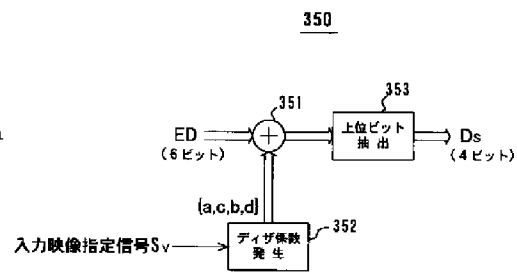 350
351
353
ED
(6ビット)
上位ビット
抽出
Ds
(4ビット)
{a,c,b,d}
352
入力映像指定信号Sv
ディザ係数
発生